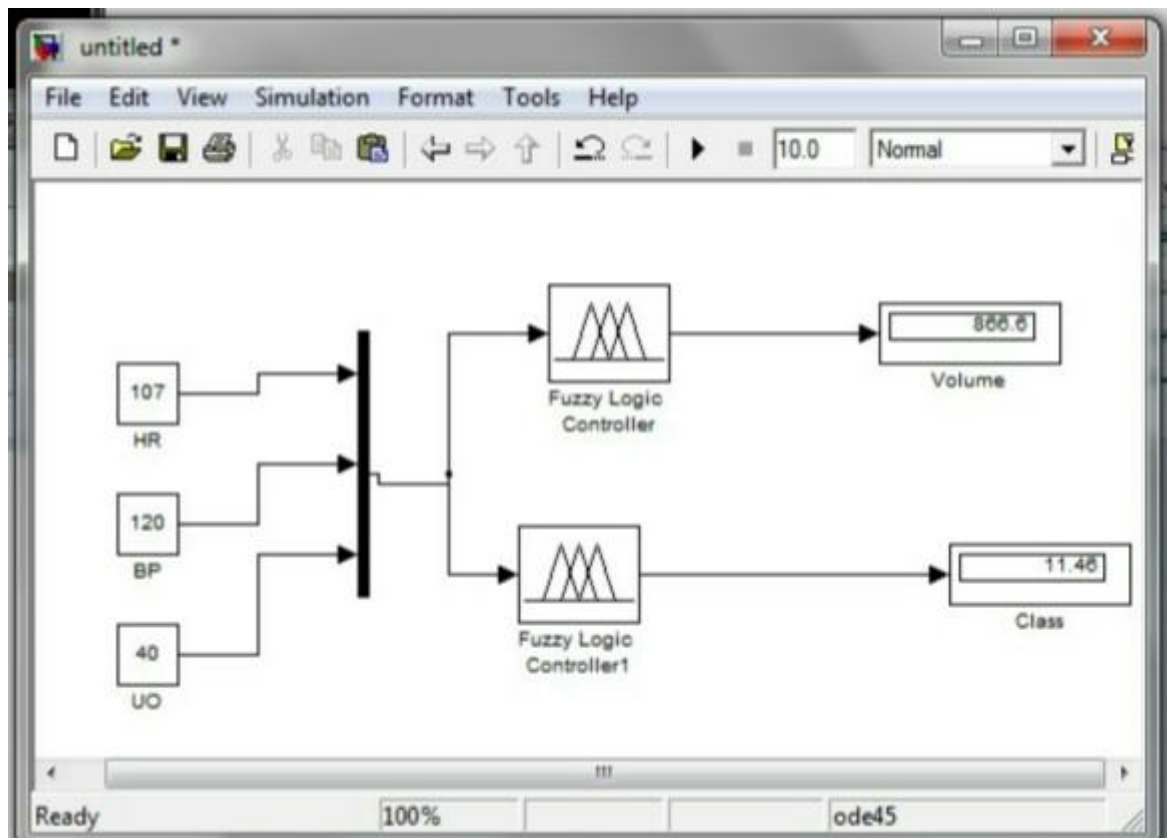 untitled *
File Edit View Simulation Format Tools Help
10.0 Normal
107
HR
120
BP
40
UO
Fuzzy Logic
Controller
866.6
Volume
Fuzzy Logic
Controller1
11.46
Class
Ready 100% ode45